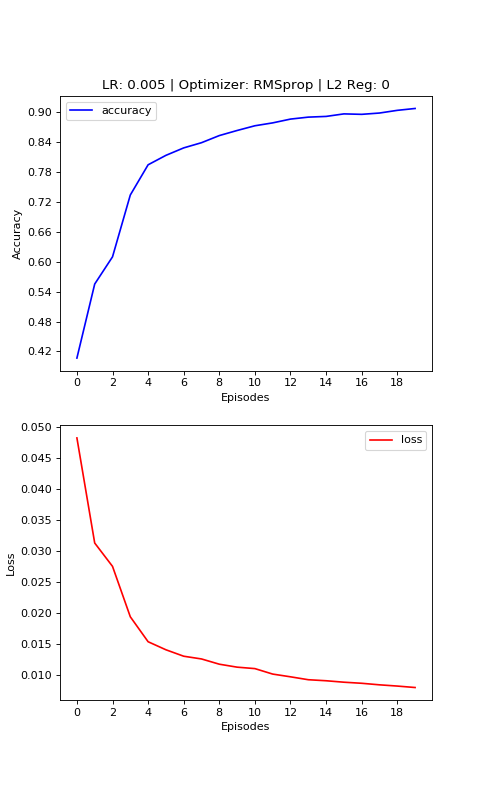 LR: 0.005 | Optimizer: RMSprop | L2 Reg: 0
accuracy
0.90
0.84
0.78
0.72
0.66
0.60
0.54
0.48
0.42
Accuracy
0 2 4 6 8 10 12 14 16 18
Episodes
loss
0.050
0.045
0.040
0.035
0.030
0.025
0.020
0.015
0.010
Loss
0 2 4 6 8 10 12 14 16 18
Episodes